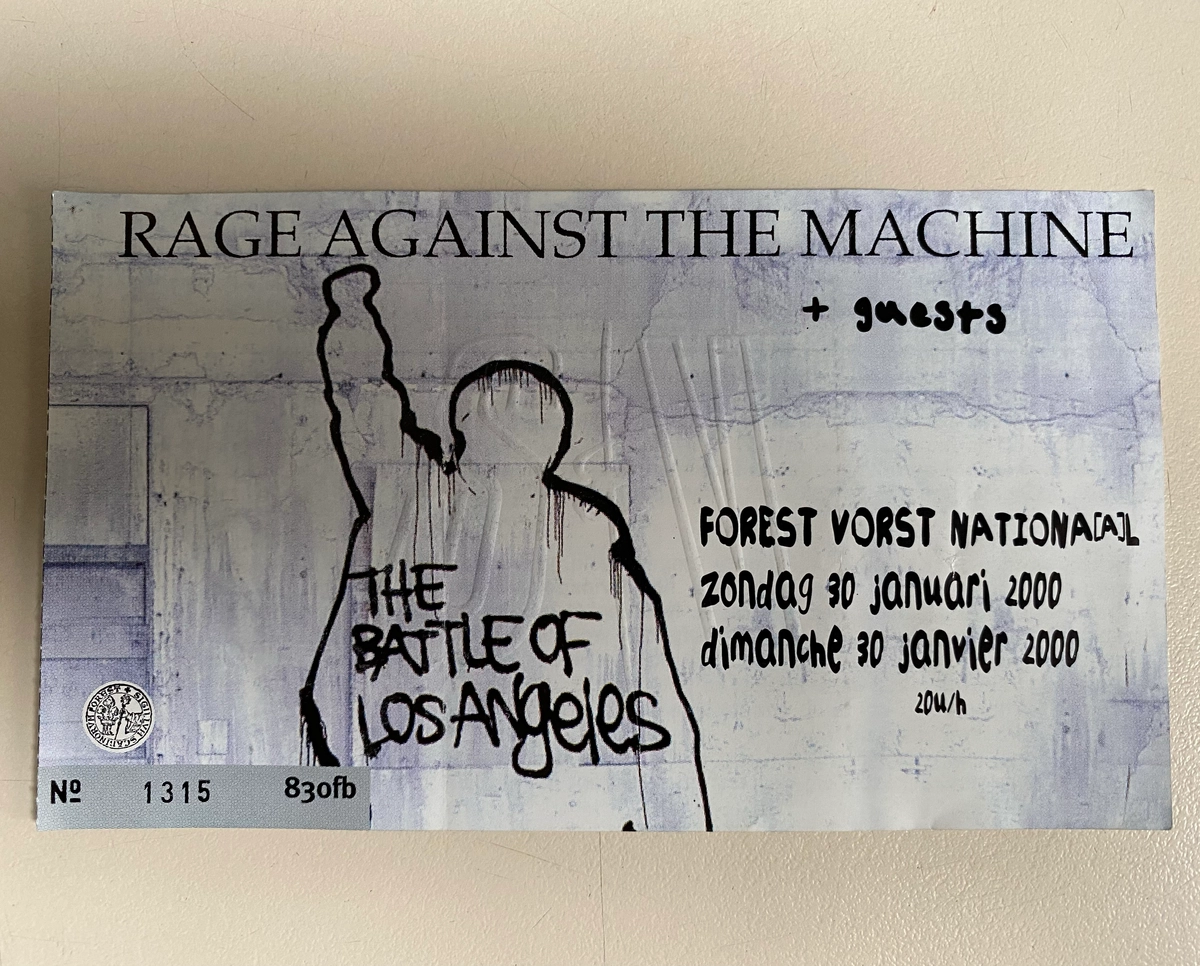 RAGE AGAINST THE MACHINE
+ guests
FOREST VORST NATIONA[A]L
zondag 30 januari 2000
dimanche 30 janvier 2000
20u/h
THE
BATTLE OF
LOS ANgeles
Nº 1315 830fb